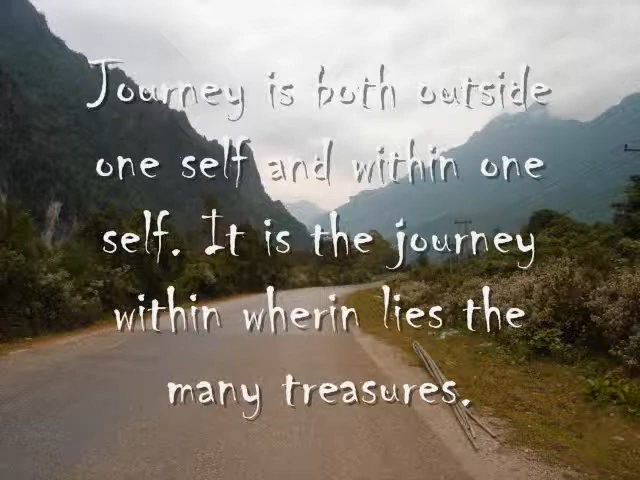 Journey is both outside
one self and within one
self. It is the journey
within wherin lies the
many treasures.